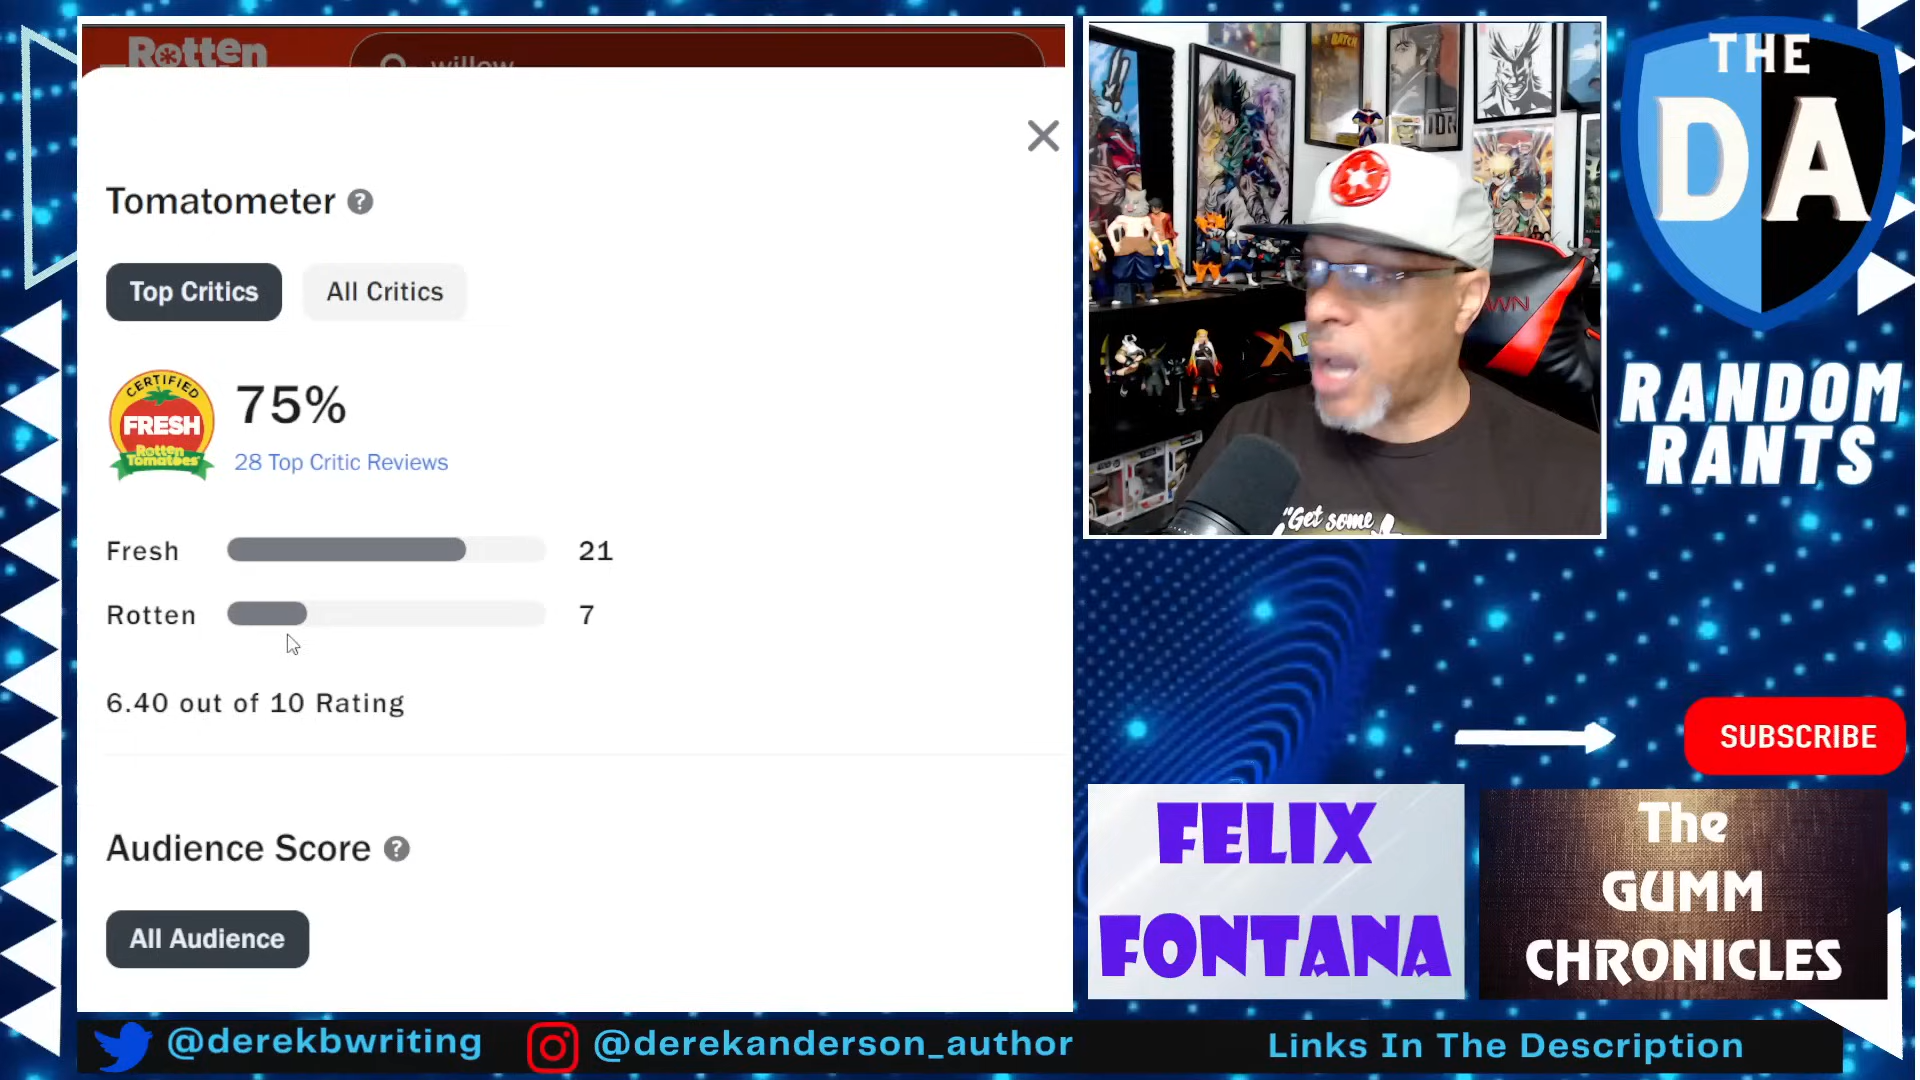 Rotten
willow
Tomatometer ?
Top Critics
All Critics
CERTIFIED
FRESH
Rotten
Tomatoes
75%
28 Top Critic Reviews
Fresh 21
Rotten 7
6.40 out of 10 Rating
Audience Score ?
All Audience
BATCH
"Get some
THE
DA
RANDOM
RANTS
SUBSCRIBE
FELIX
FONTANA
The
GUMM
CHRONICLES
@derekbwriting
@derekanderson_author
Links In The Description